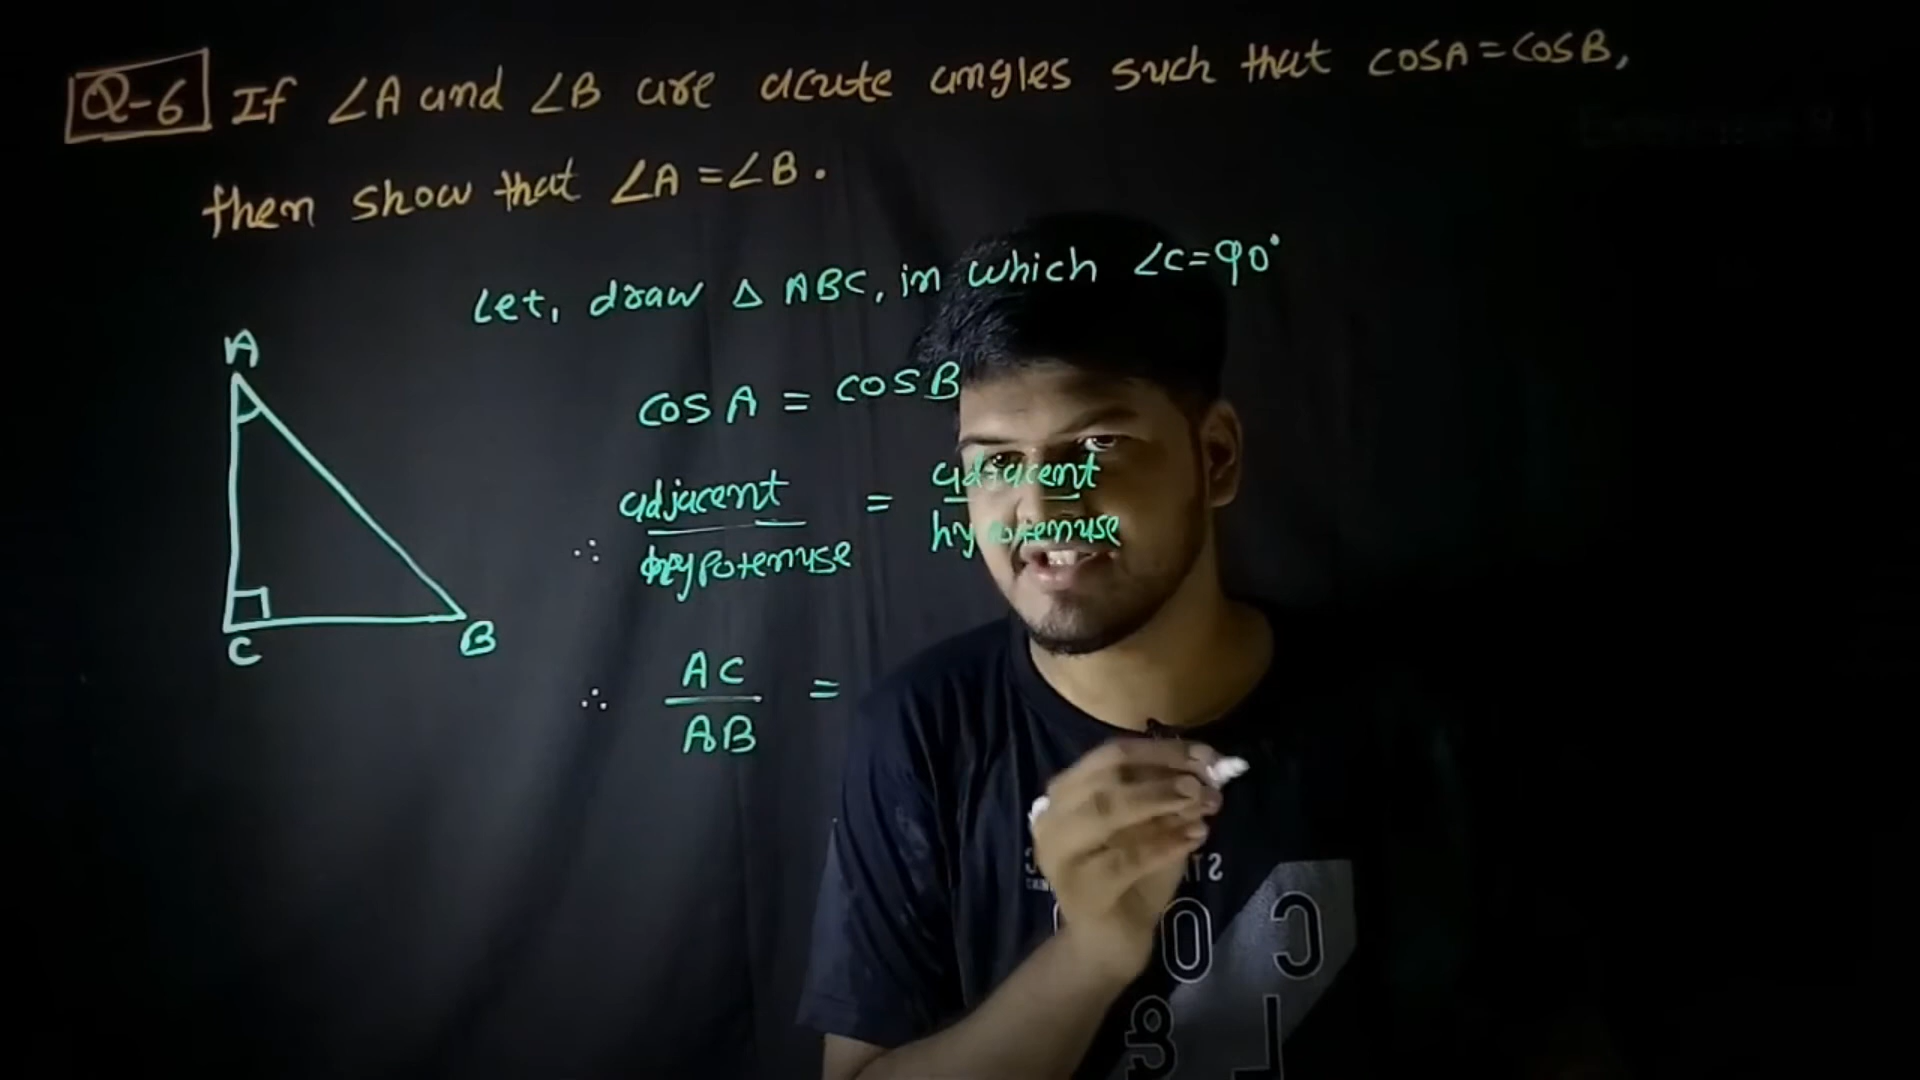 Q-6 If ∠A and ∠B are acute angles such that cosA=cosB,
then show that ∠A=∠B.
Let, draw △ ABC, in which ∠C=90°
A
C
B
cos A = cos B
∴ adjacent/hypotenuse = adjacent/hypotenuse
∴ AC/AB =